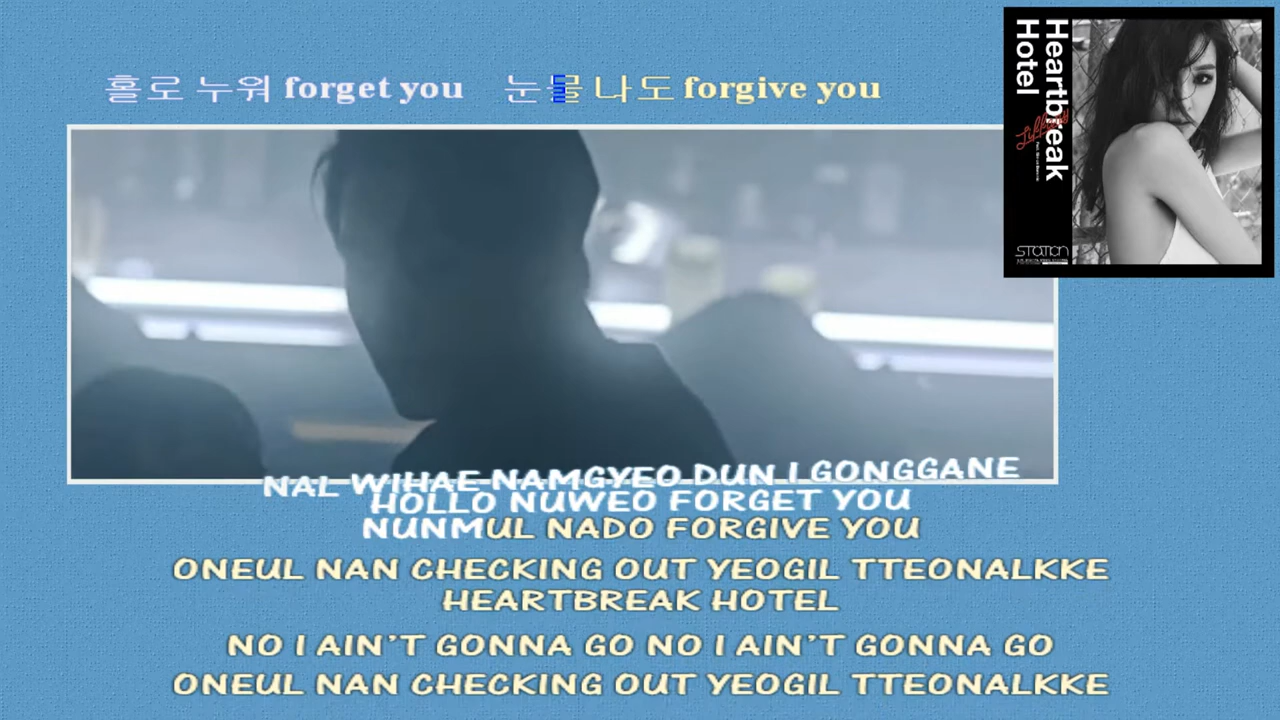 홀로 누워 forget you 눈물 나도 forgive you
Heartbreak
Hotel
Tiffany
STATION
NAL WIHAE NAMGYEO DUN I GONGGANE
HOLLO NUWEO FORGET YOU
NUNMUL NADO FORGIVE YOU
ONEUL NAN CHECKING OUT YEOGIL TTEONALKKE
HEARTBREAK HOTEL
NO I AIN'T GONNA GO NO I AIN'T GONNA GO
ONEUL NAN CHECKING OUT YEOGIL TTEONALKKE